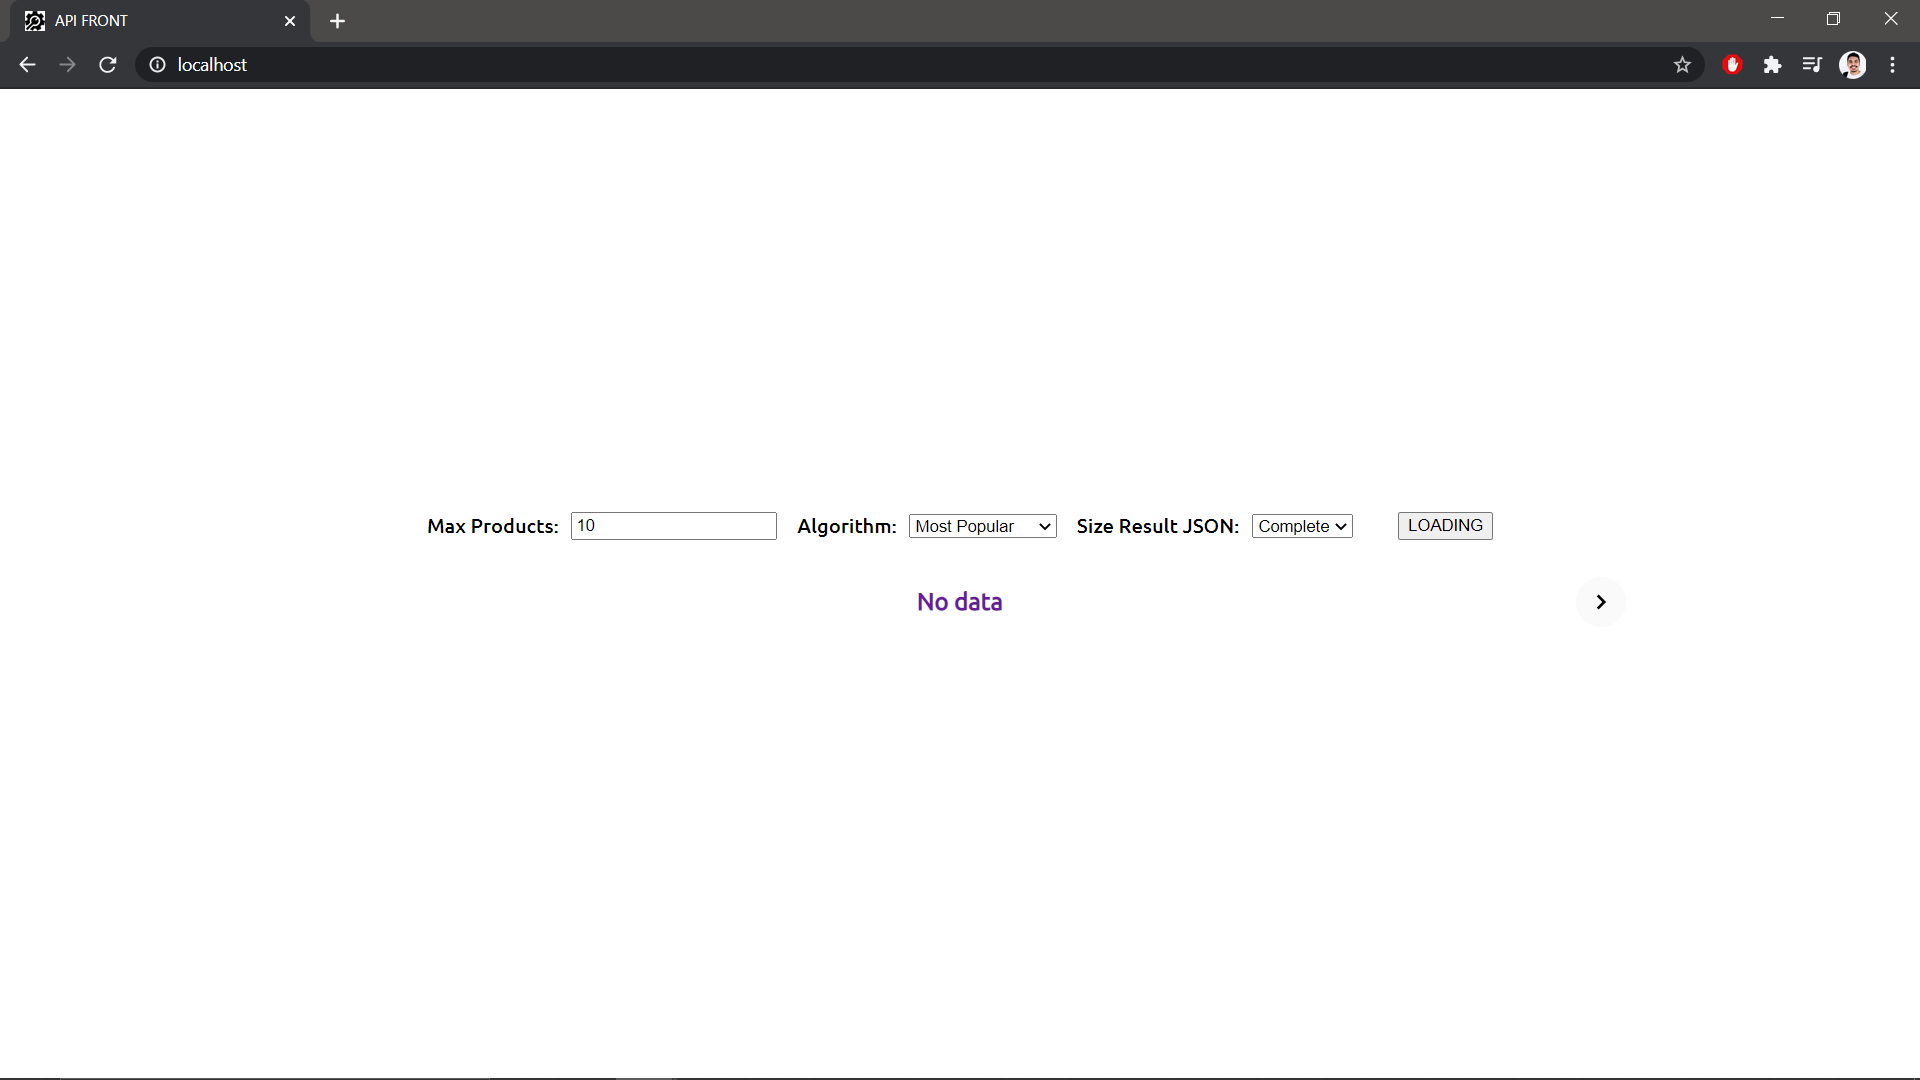 API FRONT
localhost
Max Products: 10 Algorithm: Most Popular Size Result JSON: Complete LOADING
No data